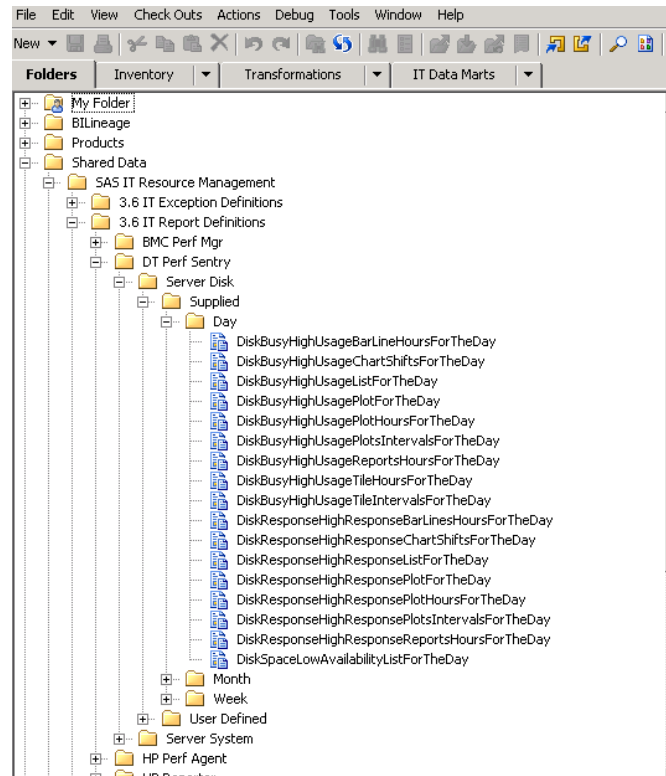 File Edit View Check Outs Actions Debug Tools Window Help
New
Folders Inventory Transformations IT Data Marts
My Folder
BILineage
Products
Shared Data
SAS IT Resource Management
3.6 IT Exception Definitions
3.6 IT Report Definitions
BMC Perf Mgr
DT Perf Sentry
Server Disk
Supplied
Day
DiskBusyHighUsageBarLineHoursForTheDay
DiskBusyHighUsageChartShiftsForTheDay
DiskBusyHighUsageListForTheDay
DiskBusyHighUsagePlotForTheDay
DiskBusyHighUsagePlotHoursForTheDay
DiskBusyHighUsagePlotsIntervalsForTheDay
DiskBusyHighUsageReportsHoursForTheDay
DiskBusyHighUsageTileHoursForTheDay
DiskBusyHighUsageTileIntervalsForTheDay
DiskResponseHighResponseBarLinesHoursForTheDay
DiskResponseHighResponseChartShiftsForTheDay
DiskResponseHighResponseListForTheDay
DiskResponseHighResponsePlotForTheDay
DiskResponseHighResponsePlotHoursForTheDay
DiskResponseHighResponsePlotsIntervalsForTheDay
DiskResponseHighResponseReportsHoursForTheDay
DiskSpaceLowAvailabilityListForTheDay
Month
Week
User Defined
Server System
HP Perf Agent
HP Reporter